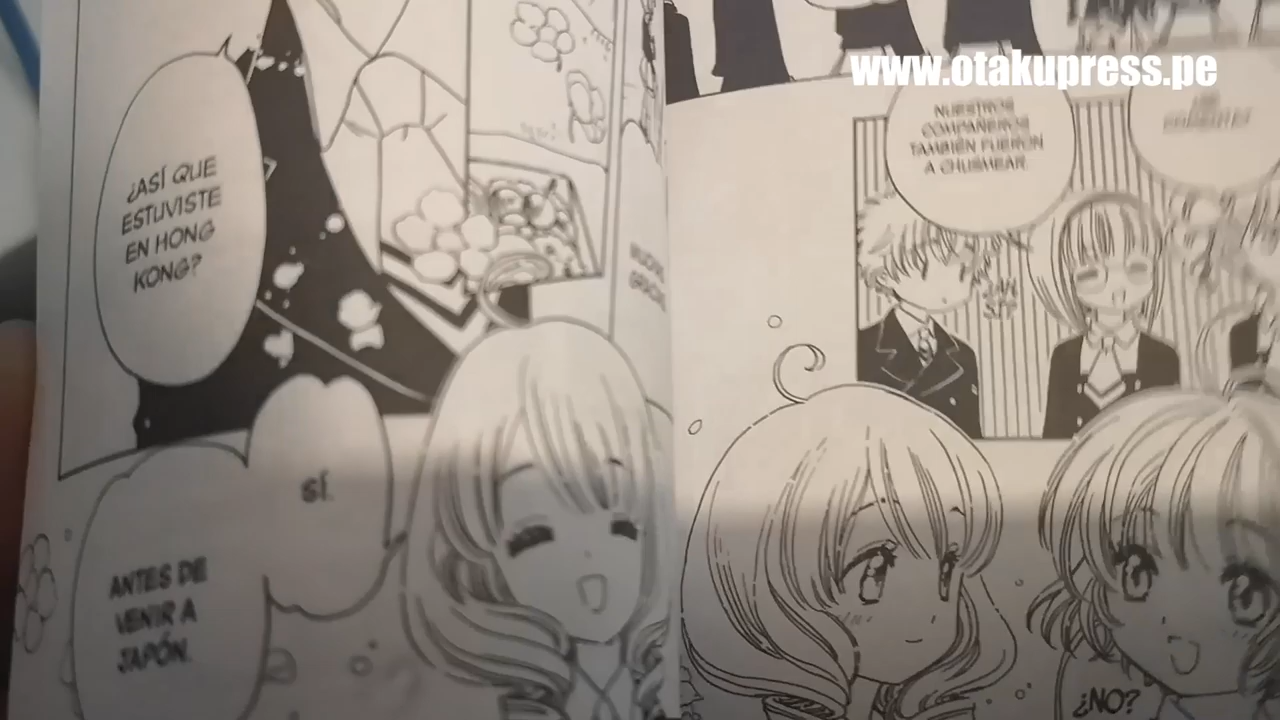 www.otakupress.pe
¿ASÍ QUE
ESTUVISTE
EN HONG
KONG?
SÍ.
ANTES DE
VENIR A
JAPÓN.
NUESTROS
COMPAÑEROS
TAMBIÉN FUERON
A CHUSMEAR.
¿NO?